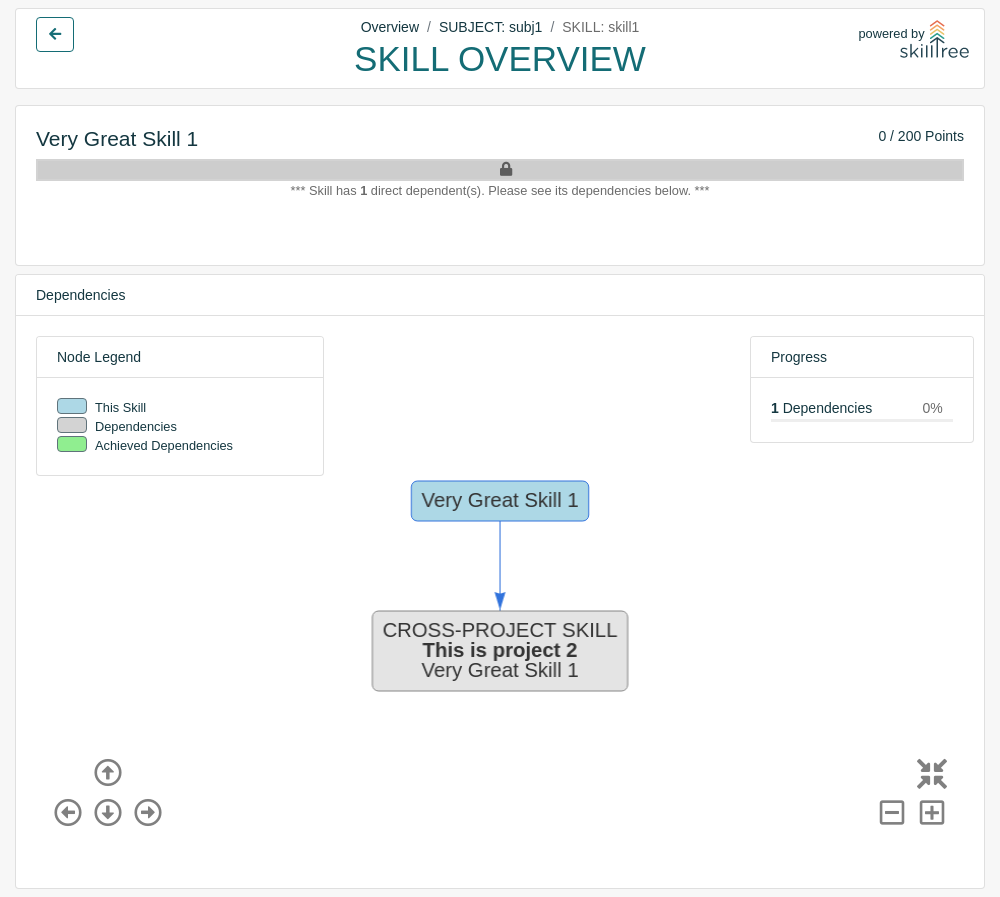 Overview / SUBJECT: subj1 / SKILL: skill1
SKILL OVERVIEW
powered by
skilltree
Very Great Skill 1
0 / 200 Points
*** Skill has 1 direct dependent(s). Please see its dependencies below. ***
Dependencies
Node Legend
This Skill
Dependencies
Achieved Dependencies
Progress
1 Dependencies 0%
Very Great Skill 1
CROSS-PROJECT SKILL
This is project 2
Very Great Skill 1